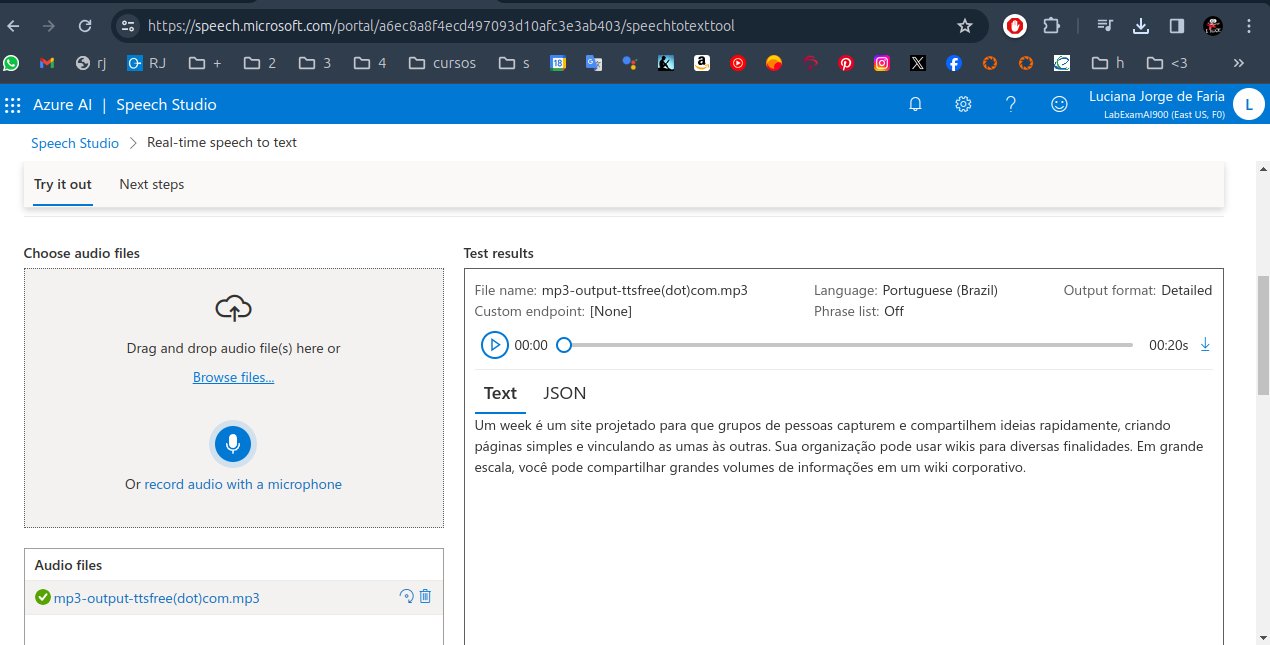 https://speech.microsoft.com/portal/a6ec8a8f4ecd497093d10afc3e3ab403/speechtotexttool
rj RJ + 2 3 4 cursos s h <3 »
Azure AI | Speech Studio
Luciana Jorge de Faria
LabExamAI900 (East US, F0)
L
Speech Studio > Real-time speech to text
Try it out Next steps
Choose audio files
Drag and drop audio file(s) here or
Browse files...
Or record audio with a microphone
Audio files
mp3-output-ttsfree(dot)com.mp3
Test results
File name: mp3-output-ttsfree(dot)com.mp3 Language: Portuguese (Brazil) Output format: Detailed
Custom endpoint: [None] Phrase list: Off
00:00 00:20s
Text JSON
Um week é um site projetado para que grupos de pessoas capturem e compartilhem ideias rapidamente, criando
páginas simples e vinculando as umas às outras. Sua organização pode usar wikis para diversas finalidades. Em grande
escala, você pode compartilhar grandes volumes de informações em um wiki corporativo.